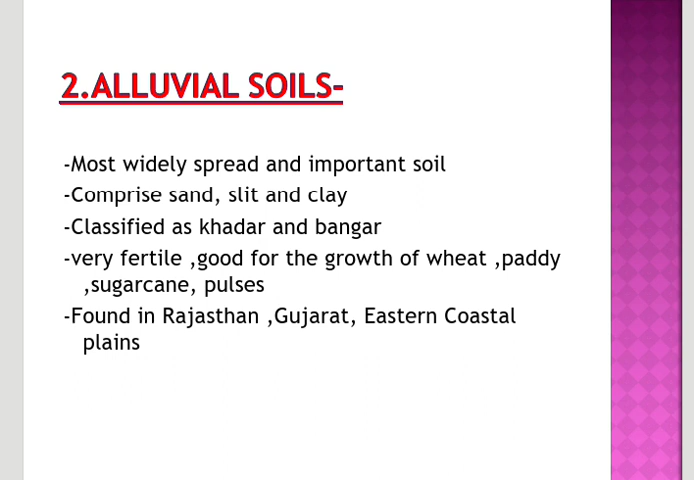 2.ALLUVIAL SOILS-
-Most widely spread and important soil
-Comprise sand, slit and clay
-Classified as khadar and bangar
-very fertile ,good for the growth of wheat ,paddy
,sugarcane, pulses
-Found in Rajasthan ,Gujarat, Eastern Coastal
plains